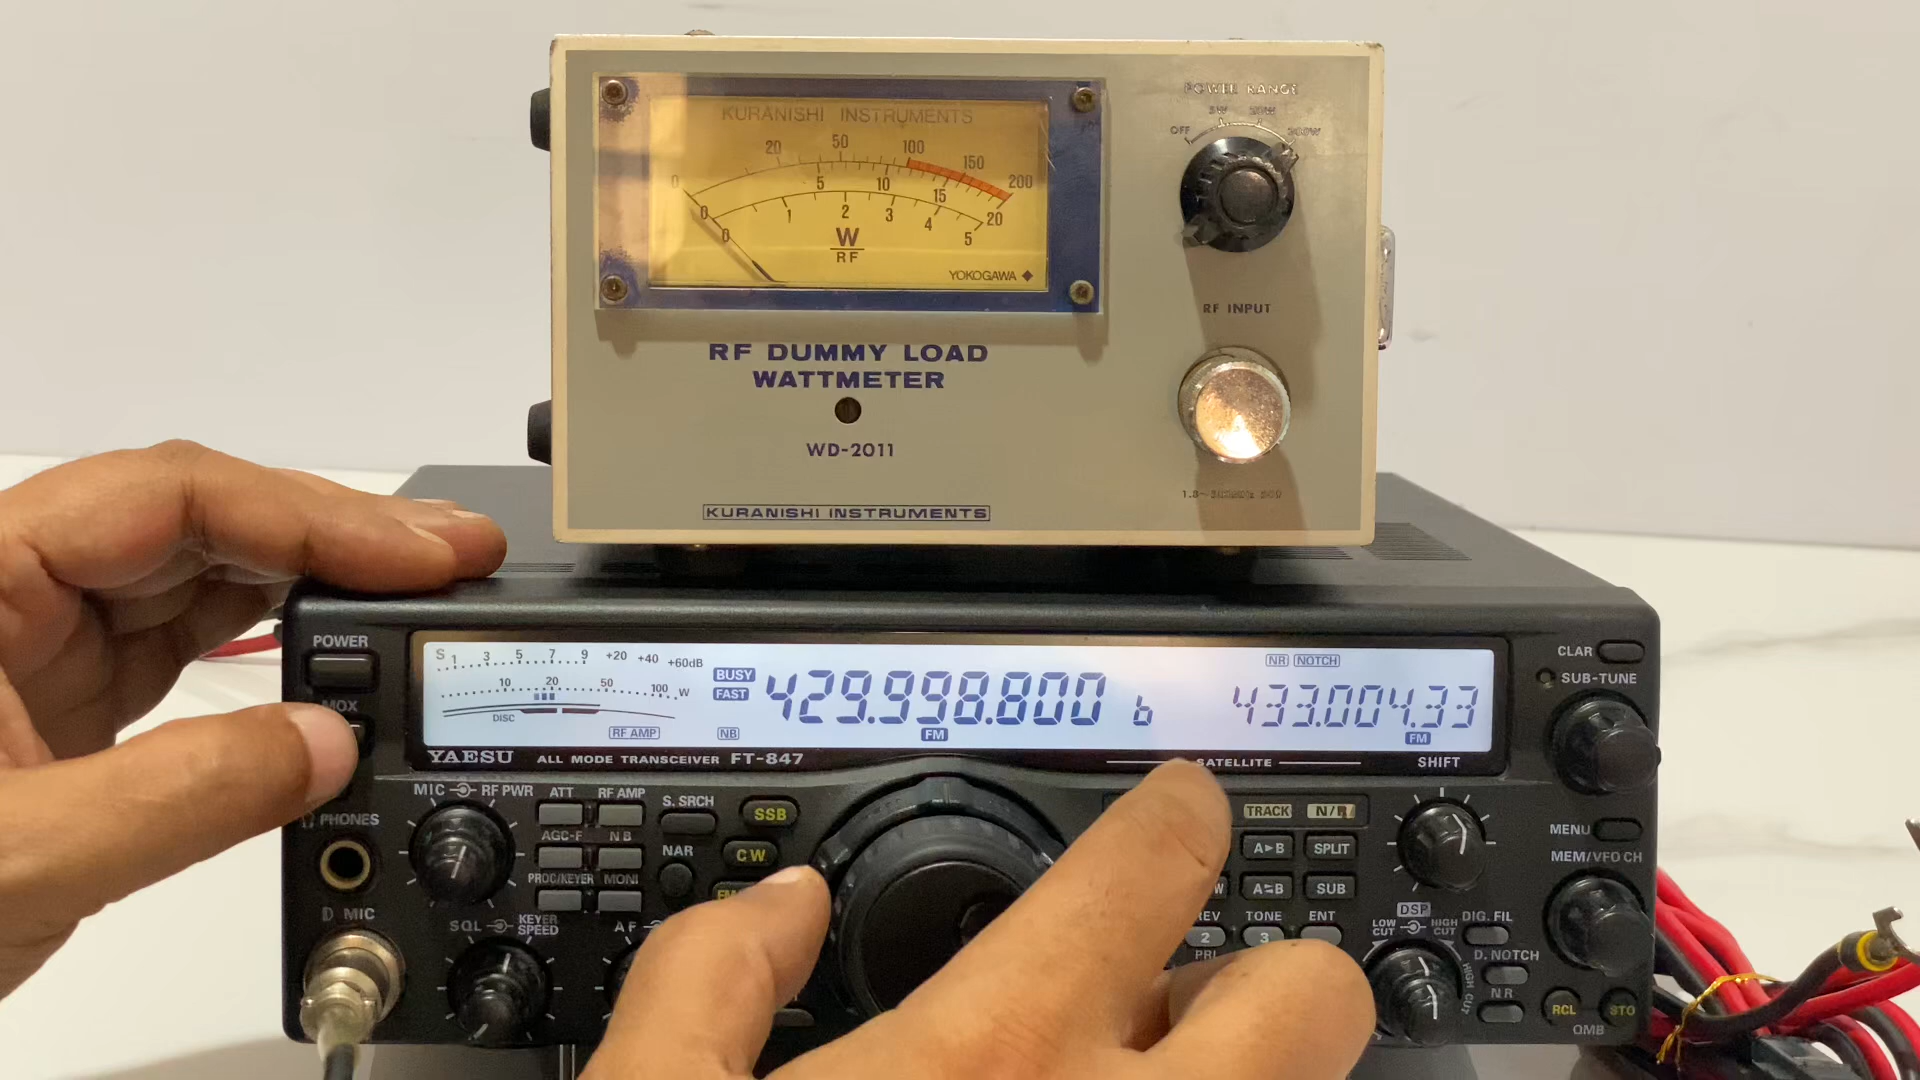 KURANISHI INSTRUMENTS
0 20 50 100 150 200
0 5 10 15 20
0 1 2 3 4 5
W
RF
YOKOGAWA
POWER RANGE
OFF 5W 20W 200W
RF INPUT
RF DUMMY LOAD
WATTMETER
WD-2011
KURANISHI INSTRUMENTS
POWER
MOX
S 1 3 5 7 9 +20 +40 +60dB
10 20 50 100 W
DISC
RF AMP
BUSY
FAST
NB
429.998.800
FM
b
NR NOTCH
433.004.33
FM
CLAR
SUB-TUNE
YAESU ALL MODE TRANSCEIVER FT-847
SATELLITE
SHIFT
MIC RF PWR
ATT RF AMP
S. SRCH
SSB
TRACK N/R
PHONES
AGC-F NB
NAR
CW
A▶B SPLIT
MENU
PROC/KEYER MONI
A⇆B SUB
MEM/VFO CH
MIC
SQL KEYER SPEED
AF
REV TONE ENT
2 3
PRI
DSP
LOW CUT HIGH CUT
DIG. FIL
D. NOTCH
NR
RCL STO
QMB